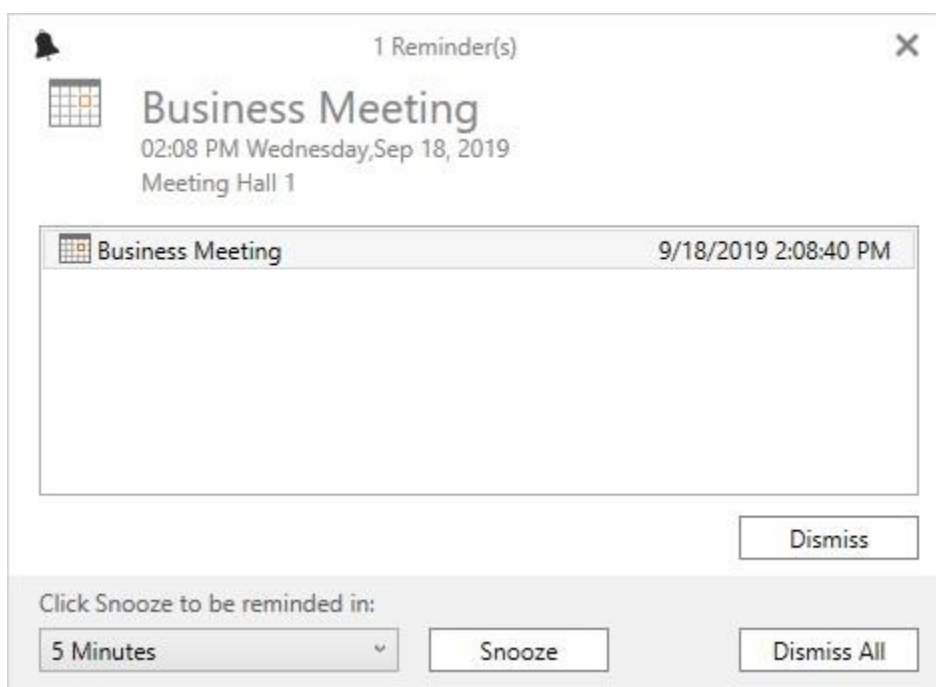 1 Reminder(s)
Business Meeting
02:08 PM Wednesday,Sep 18, 2019
Meeting Hall 1
Business Meeting 9/18/2019 2:08:40 PM
Dismiss
Click Snooze to be reminded in:
5 Minutes Snooze Dismiss All